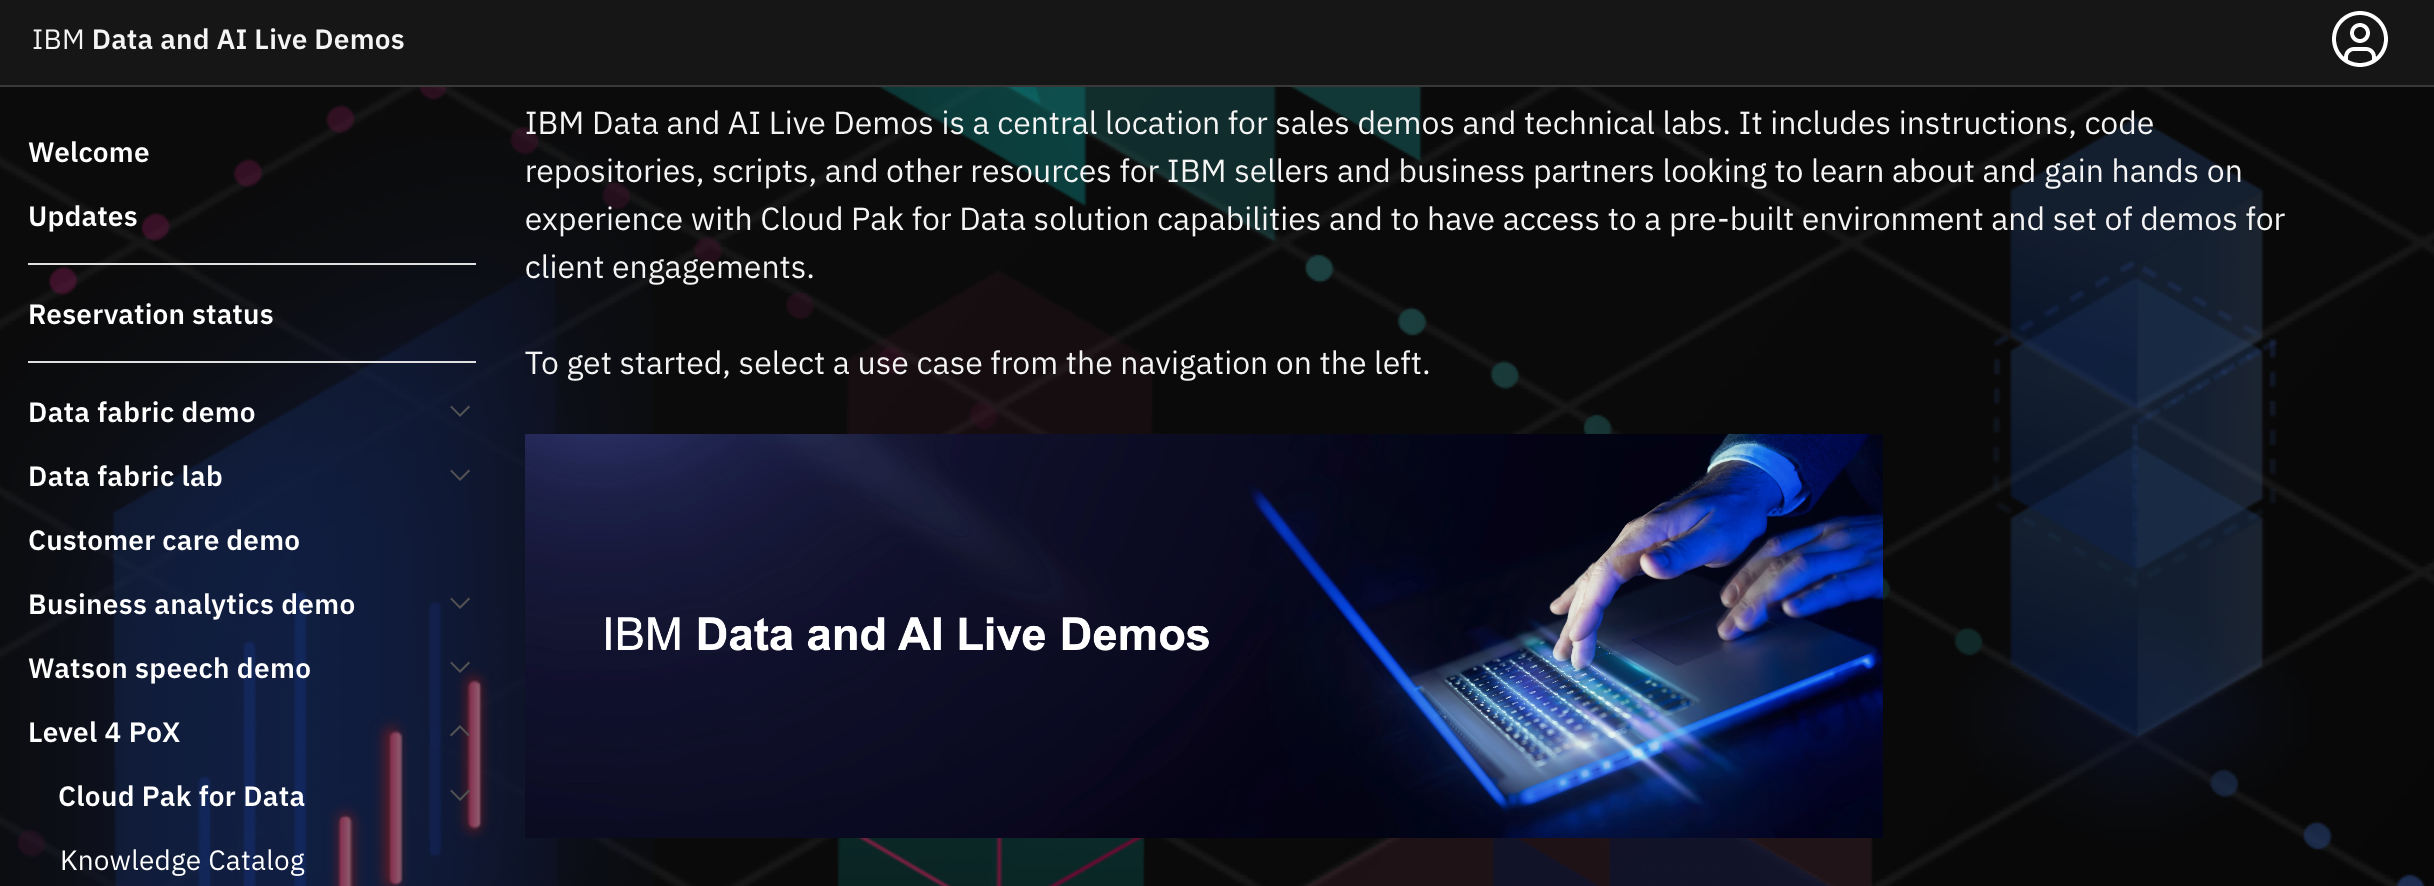 IBM Data and AI Live Demos
Welcome
Updates
Reservation status
Data fabric demo
Data fabric lab
Customer care demo
Business analytics demo
Watson speech demo
Level 4 PoX
Cloud Pak for Data
Knowledge Catalog
IBM Data and AI Live Demos is a central location for sales demos and technical labs. It includes instructions, code
repositories, scripts, and other resources for IBM sellers and business partners looking to learn about and gain hands on
experience with Cloud Pak for Data solution capabilities and to have access to a pre-built environment and set of demos for
client engagements.
To get started, select a use case from the navigation on the left.
IBM Data and AI Live Demos